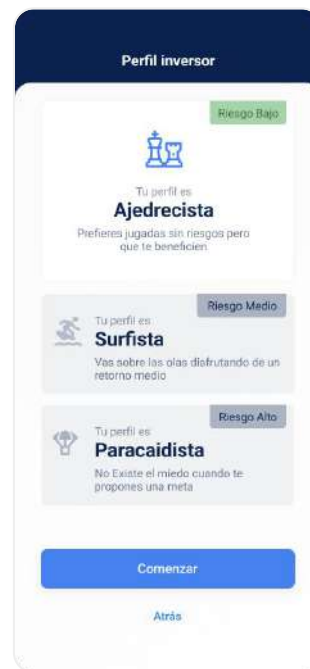 Perfil inversor
Riesgo Bajo
Tu perfil es
Ajedrecista
Prefieres jugadas sin riesgos pero
que te beneficien
Riesgo Medio
Tu perfil es
Surfista
Vas sobre las olas disfrutando de un
retorno medio
Riesgo Alto
Tu perfil es
Paracaidista
No Existe el miedo cuando te
propones una meta
Comenzar
Atrás